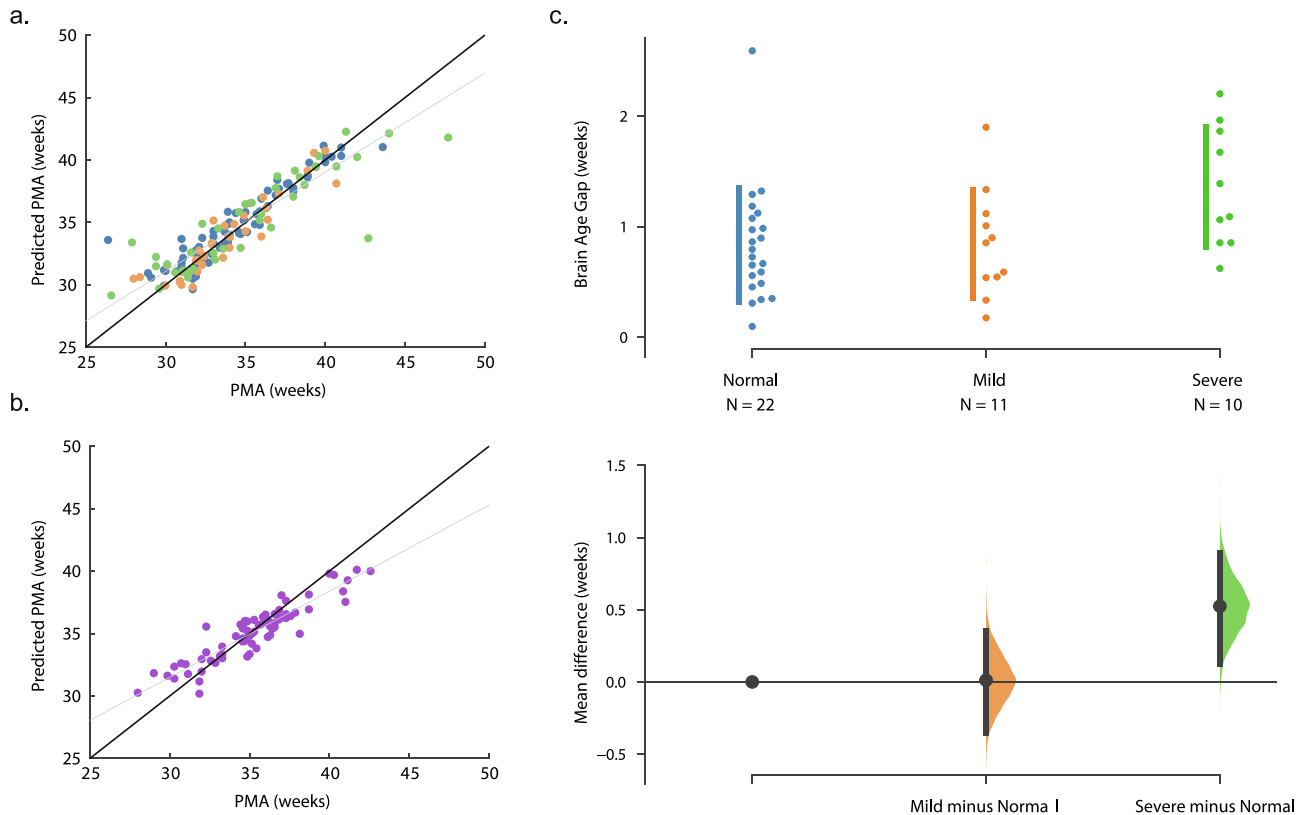 a.
50
45
40
35
30
25
25 30 35 40 45 50
Predicted PMA (weeks)
PMA (weeks)
b.
50
45
40
35
30
25
25 30 35 40 45 50
Predicted PMA (weeks)
PMA (weeks)
c.
2
1
0
Brain Age Gap (weeks)
Normal Mild Severe
N = 22 N = 11 N = 10
1.5
1.0
0.5
0.0
−0.5
Mean difference (weeks)
Mild minus Norma l Severe minus Normal